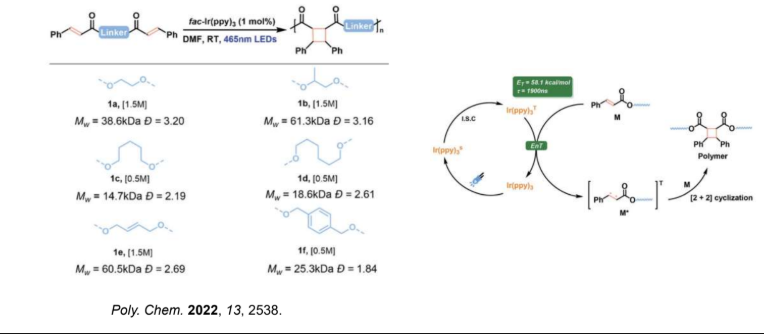 fac-Ir(ppy)₃ (1 mol%)
DMF, RT, 465nm LEDs
Ph
O
Linker
O
Ph
O
O
Linker
n
Ph
Ph
O
O
1a, [1.5M]
Mw = 38.6kDa Đ = 3.20
O
O
1b, [1.5M]
Mw = 61.3kDa Đ = 3.16
O
O
1c, [0.5M]
Mw = 14.7kDa Đ = 2.19
O
O
1d, [0.5M]
Mw = 18.6kDa Đ = 2.61
O
O
1e, [1.5M]
Mw = 60.5kDa Đ = 2.69
O
O
1f, [0.5M]
Mw = 25.3kDa Đ = 1.84
ET = 58.1 kcal/mol
τ = 1900ns
I.S.C
Ir(ppy)₃ᵀ
Ir(ppy)₃ˢ
EnT
Ir(ppy)₃
Ph
O
O
M
Ph
O
O
T
M*
M
[2 + 2] cyclization
O
O
O
O
Ph
Ph
Polymer
Poly. Chem. 2022, 13, 2538.